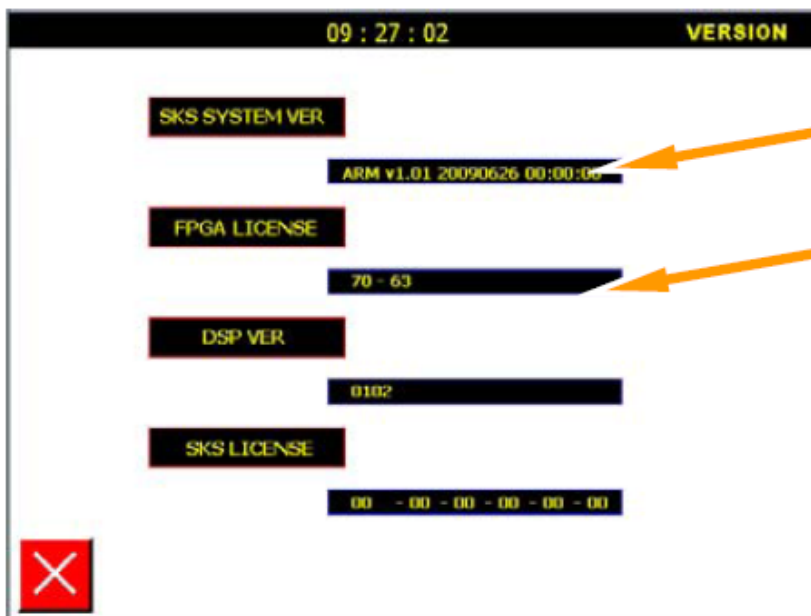 09 : 27 : 02 VERSION
SKS SYSTEM VER
ARM v1.01 20090626 00:00:00
FPGA LICENSE
70 - 63
DSP VER
0102
SKS LICENSE
00 - 00 - 00 - 00 - 00 - 00